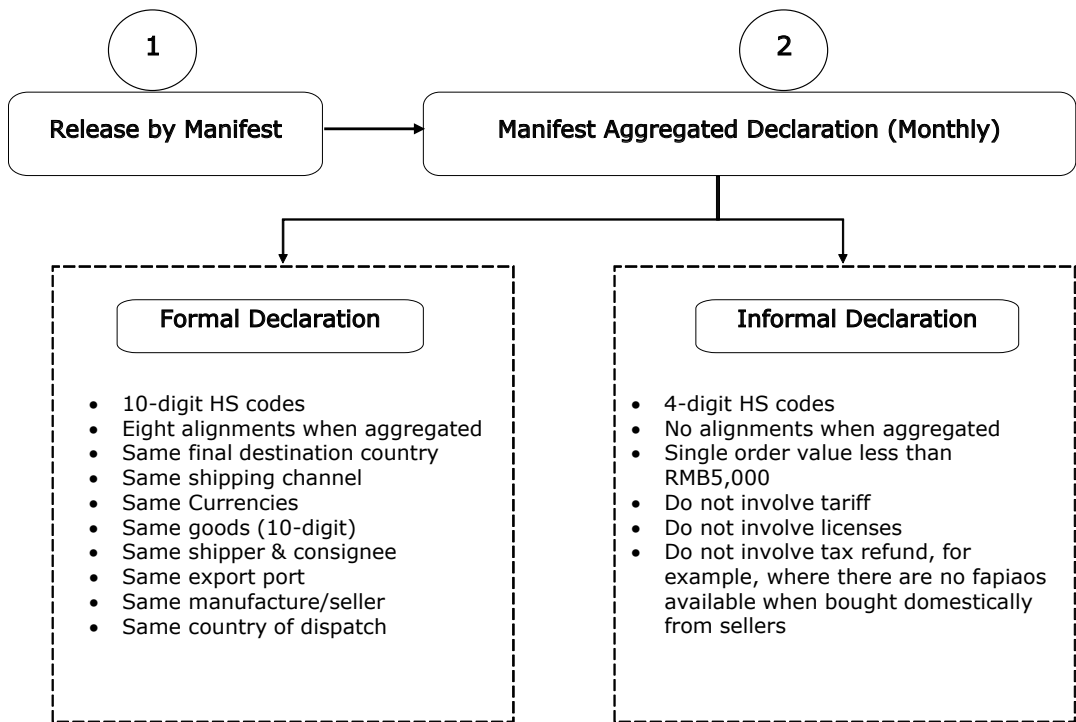 1
2
Release by Manifest
Manifest Aggregated Declaration (Monthly)
Formal Declaration
• 10-digit HS codes
• Eight alignments when aggregated
• Same final destination country
• Same shipping channel
• Same Currencies
• Same goods (10-digit)
• Same shipper & consignee
• Same export port
• Same manufacture/seller
• Same country of dispatch
Informal Declaration
• 4-digit HS codes
• No alignments when aggregated
• Single order value less than
RMB5,000
• Do not involve tariff
• Do not involve licenses
• Do not involve tax refund, for
example, where there are no fapiaos
available when bought domestically
from sellers